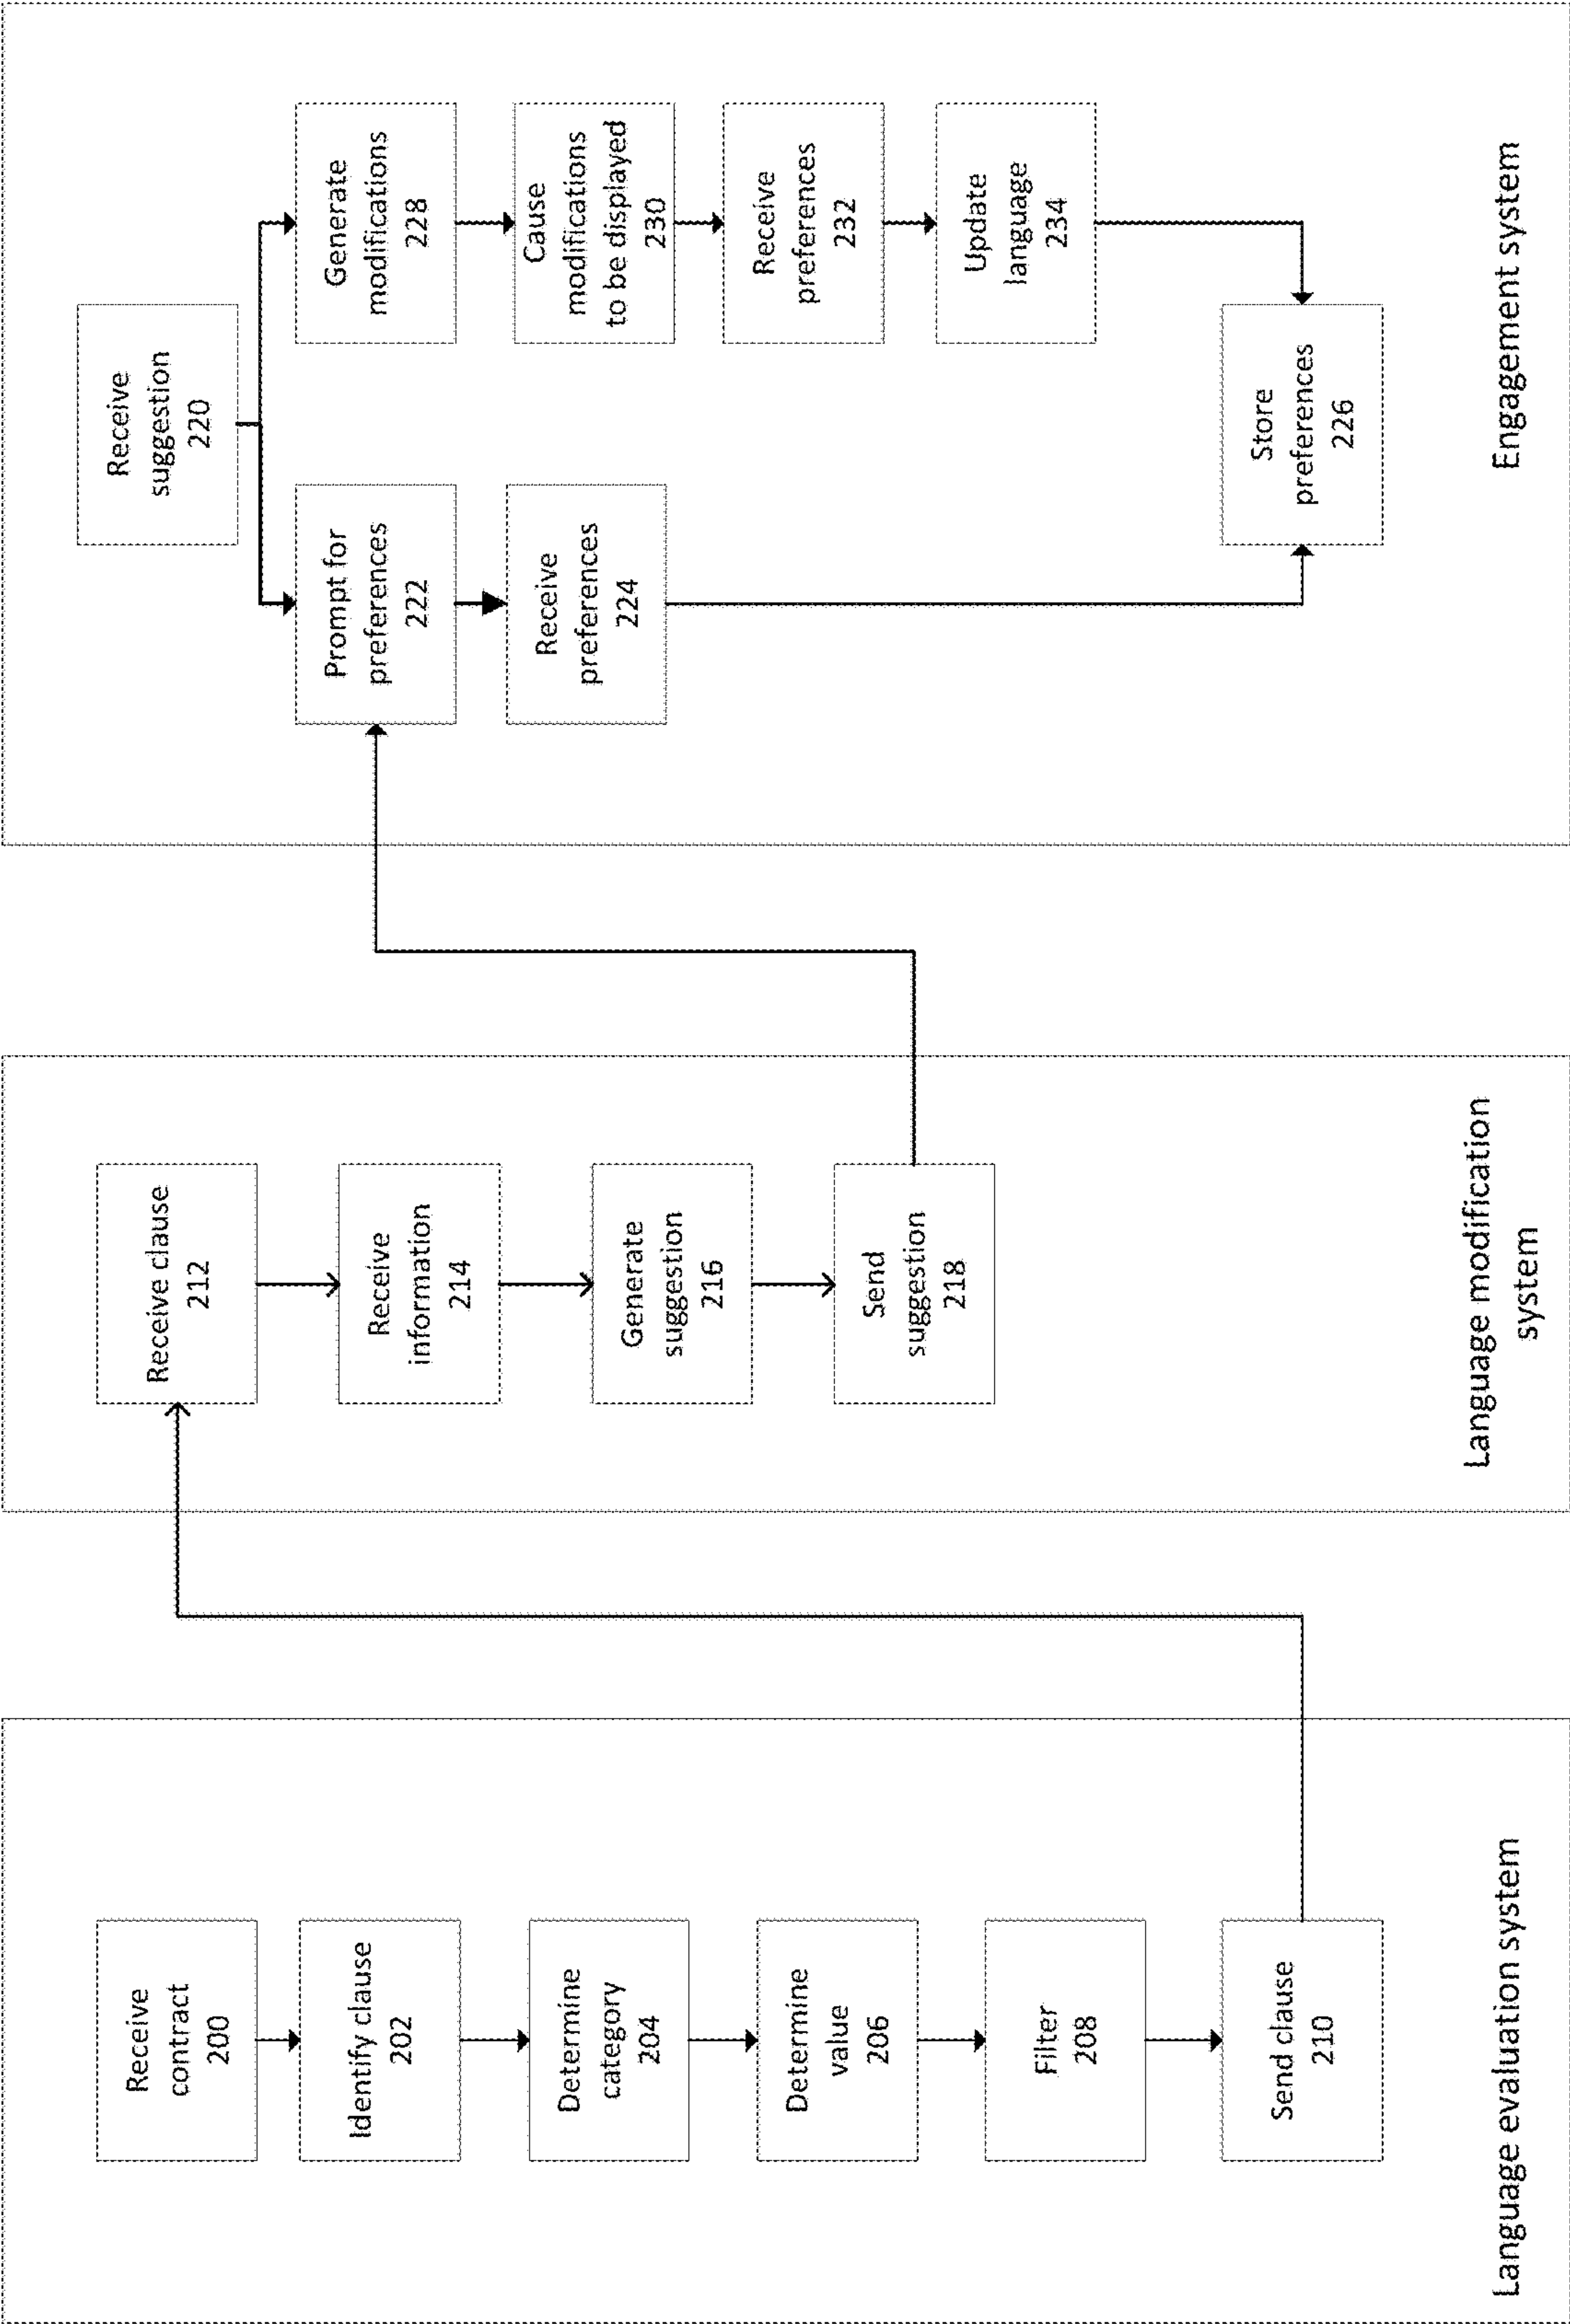 Receive
contract
200
Identify clause
202
Determine
category
204
Determine
value
206
Filter
208
Send clause
210
Language evaluation system
Receive clause
212
Receive
information
214
Generate
suggestion
216
Send
suggestion
218
Language modification
system
Receive
suggestion
220
Prompt for
preferences
222
Receive
preferences
224
Generate
modifications
228
Cause
modifications
to be displayed
230
Receive
preferences
232
Update
language
234
Store
preferences
226
Engagement system